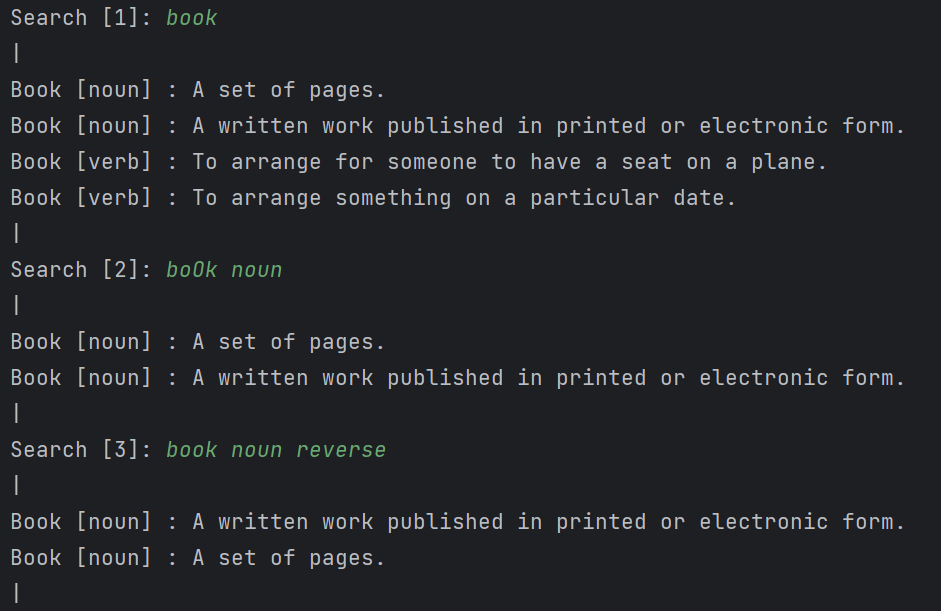 Search [1]: book
|
Book [noun] : A set of pages.
Book [noun] : A written work published in printed or electronic form.
Book [verb] : To arrange for someone to have a seat on a plane.
Book [verb] : To arrange something on a particular date.
|
Search [2]: boOk noun
|
Book [noun] : A set of pages.
Book [noun] : A written work published in printed or electronic form.
|
Search [3]: book noun reverse
|
Book [noun] : A written work published in printed or electronic form.
Book [noun] : A set of pages.
|